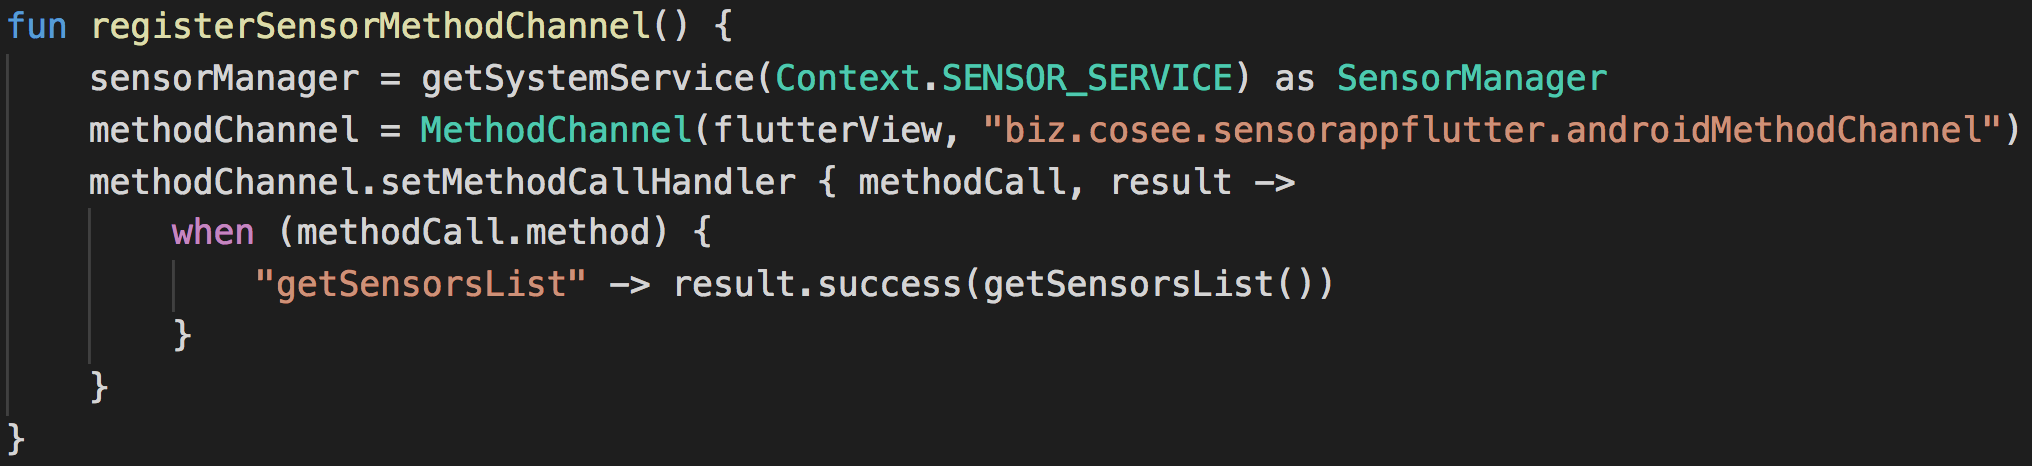 fun registerSensorMethodChannel() {
    sensorManager = getSystemService(Context.SENSOR_SERVICE) as SensorManager
    methodChannel = MethodChannel(flutterView, "biz.cosee.sensorappflutter.androidMethodChannel")
    methodChannel.setMethodCallHandler { methodCall, result ->
        when (methodCall.method) {
            "getSensorsList" -> result.success(getSensorsList())
        }
    }
}